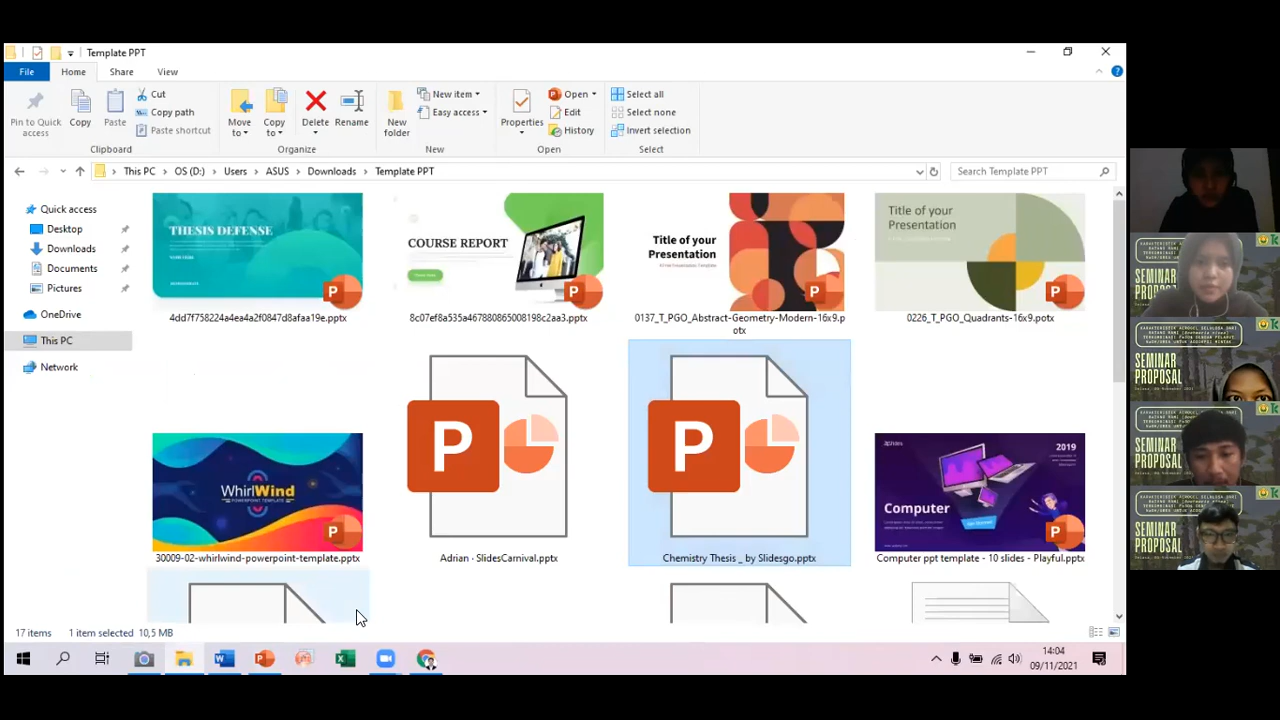 Template PPT
File
Home
Share
View
Pin to Quick access
Copy
Paste
Cut
Copy path
Paste shortcut
Clipboard
Move to
Copy to
Delete
Rename
Organize
New folder
New item
Easy access
New
Properties
Open
Edit
History
Open
Select all
Select none
Invert selection
Select
This PC
OS (D:)
Users
ASUS
Downloads
Template PPT
Search Template PPT
Quick access
Desktop
Downloads
Documents
Pictures
OneDrive
This PC
Network
THESIS DEFENSE
4dd7f758224a4ea4a2f0847d8afaa19e.pptx
COURSE REPORT
8c07ef8a535a467880865008198c2aa3.pptx
Title of your
Presentation
0137_T_PGO_Abstract-Geometry-Modern-16x9.p
otx
Title of your
Presentation
0226_T_PGO_Quadrants-16x9.potx
WhirlWind
POWERPOINT TEMPLATE
30009-02-whirlwind-powerpoint-template.pptx
Adrian · SlidesCarnival.pptx
Chemistry Thesis _ by Slidesgo.pptx
2019
Computer
Computer ppt template - 10 slides - Playful.pptx
17 items
1 item selected 10,5 MB
14:04
09/11/2021
SEMINAR
PROPOSAL
SEMINAR
PROPOSAL
SEMINAR
PROPOSAL
SEMINAR
PROPOSAL